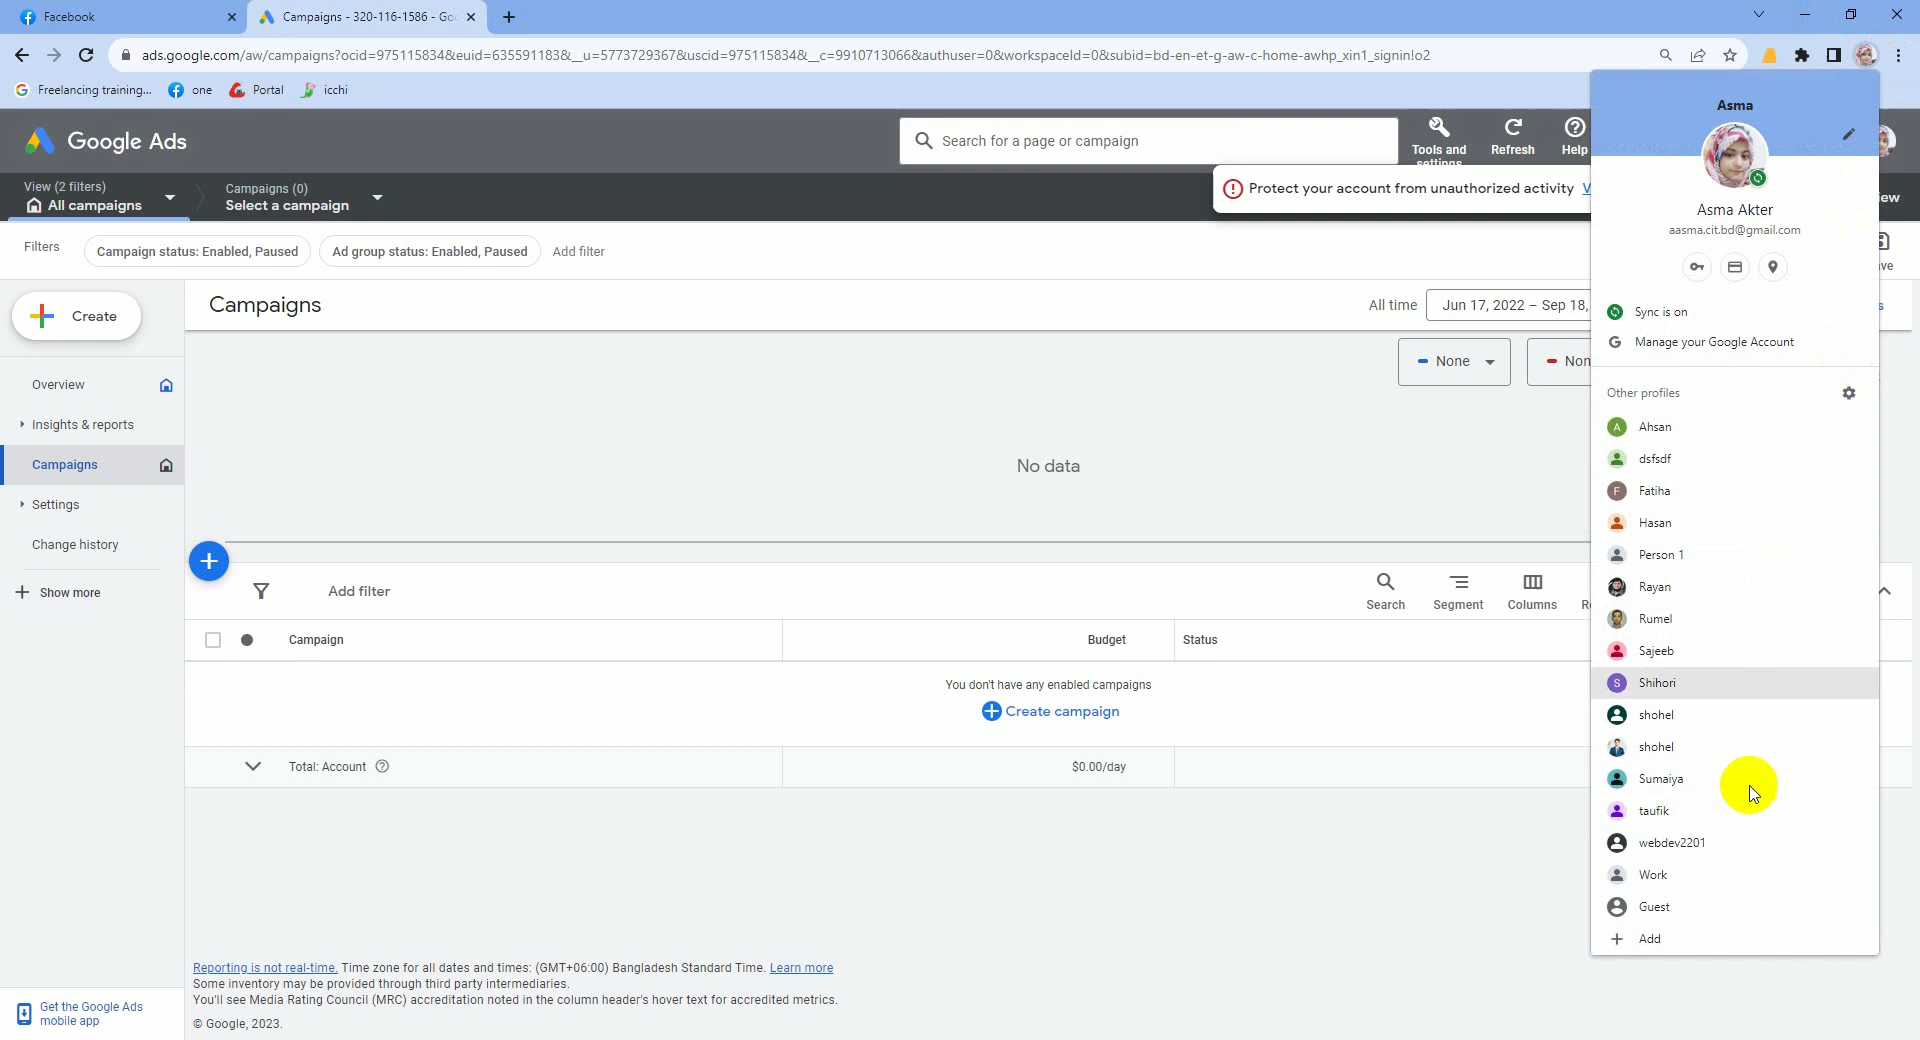 Facebook
Campaigns - 320-116-1586 - Goo
ads.google.com/aw/campaigns?ocid=975115834&euid=635591183&__u=5773729367&uscid=975115834&__c=9910713066&authuser=0&workspaceId=0&subid=bd-en-et-g-aw-c-home-awhp_xin1_signin!o2
Freelancing training...
one
Portal
icchi
Google Ads
Search for a page or campaign
Tools and
settings
Refresh
Help
View (2 filters)
All campaigns
Campaigns (0)
Select a campaign
Protect your account from unauthorized activity
ew
Filters
Campaign status: Enabled, Paused
Ad group status: Enabled, Paused
Add filter
ve
Create
Campaigns
All time
Jun 17, 2022 – Sep 18,
None
Non
Overview
Insights & reports
Campaigns
Settings
Change history
Show more
No data
Add filter
Search
Segment
Columns
Campaign
Budget
Status
You don't have any enabled campaigns
Create campaign
Total: Account
$0.00/day
Reporting is not real-time. Time zone for all dates and times: (GMT+06:00) Bangladesh Standard Time. Learn more
Some inventory may be provided through third party intermediaries.
You'll see Media Rating Council (MRC) accreditation noted in the column header's hover text for accredited metrics.
© Google, 2023.
Get the Google Ads
mobile app
Asma
Asma Akter
aasma.cit.bd@gmail.com
Sync is on
G Manage your Google Account
Other profiles
A Ahsan
dsfsdf
F Fatiha
Hasan
Person 1
Rayan
Rumel
Sajeeb
S Shihori
shohel
shohel
Sumaiya
taufik
webdev2201
Work
Guest
Add